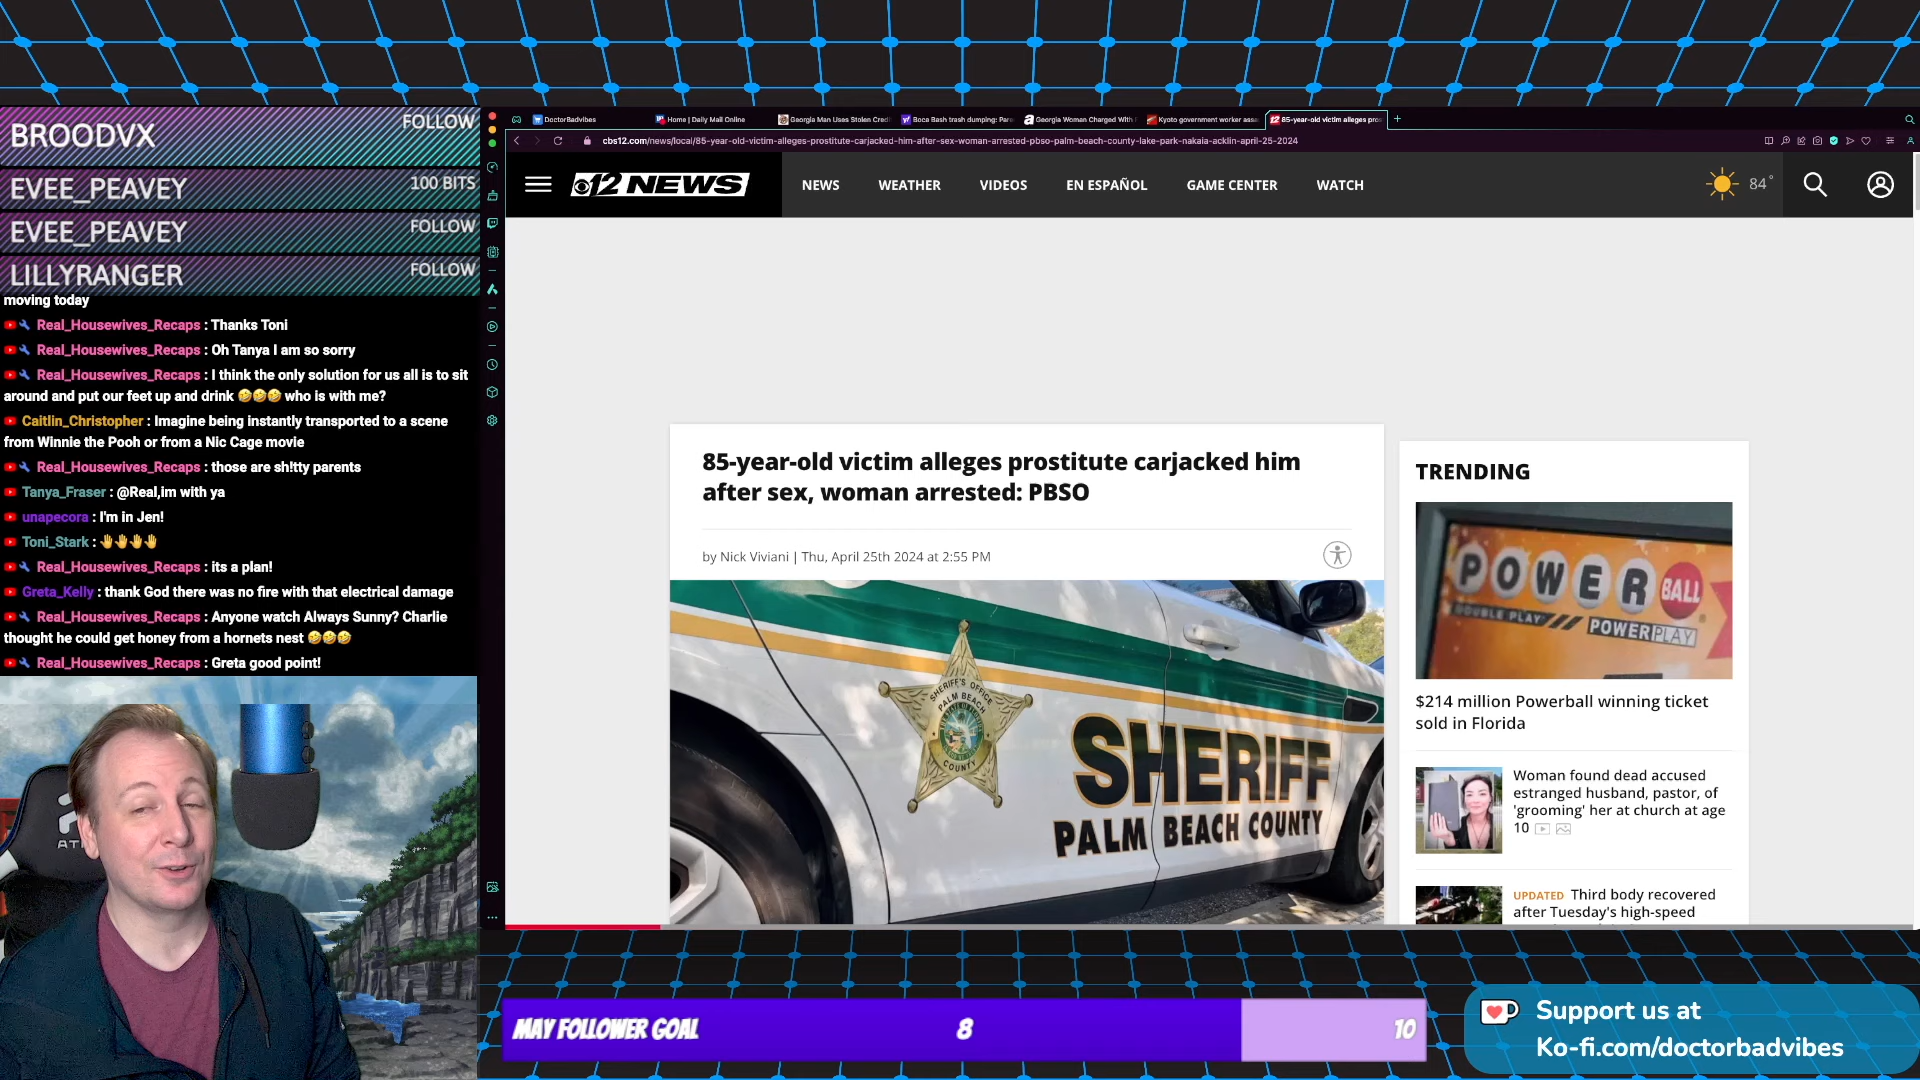 BROODVX
FOLLOW
EVEE_PEAVEY
100 BITS
EVEE_PEAVEY
FOLLOW
LILLYRANGER
FOLLOW
moving today
Real_Housewives_Recaps : Thanks Toni
Real_Housewives_Recaps : Oh Tanya I am so sorry
Real_Housewives_Recaps : I think the only solution for us all is to sit
around and put our feet up and drink 🤣🤣🤣 who is with me?
Caitlin_Christopher : Imagine being instantly transported to a scene
from Winnie the Pooh or from a Nic Cage movie
Real_Housewives_Recaps : those are sh!tty parents
Tanya_Fraser : @Real,im with ya
unapecora : I'm in Jen!
Toni_Stark : 🤚🤚🤚🤚
Real_Housewives_Recaps : its a plan!
Greta_Kelly : thank God there was no fire with that electrical damage
Real_Housewives_Recaps : Anyone watch Always Sunny? Charlie
thought he could get honey from a hornets nest 🤣🤣🤣
Real_Housewives_Recaps : Greta good point!
DoctorBadvibes
Home | Daily Mail Online
Georgia Man Uses Stolen Cred
Boca Bash trash dumping: Par
Georgia Woman Charged With
Kyoto government worker assa
85-year-old victim alleges pros
cbs12.com/news/local/85-year-old-victim-alleges-prostitute-carjacked-him-after-sex-woman-arrested-pbso-palm-beach-county-lake-park-nakaia-acklin-april-25-2024
12 NEWS
NEWS
WEATHER
VIDEOS
EN ESPAÑOL
GAME CENTER
WATCH
84°
85-year-old victim alleges prostitute carjacked him
after sex, woman arrested: PBSO
by Nick Viviani | Thu, April 25th 2024 at 2:55 PM
SHERIFF'S OFFICE
PALM BEACH
COUNTY
SHERIFF
PALM BEACH COUNTY
TRENDING
POWER BALL
DOUBLE PLAY
POWERPLAY
$214 million Powerball winning ticket
sold in Florida
Woman found dead accused
estranged husband, pastor, of
'grooming' her at church at age
10
UPDATED Third body recovered
after Tuesday's high-speed
MAY FOLLOWER GOAL
8
10
Support us at
Ko-fi.com/doctorbadvibes